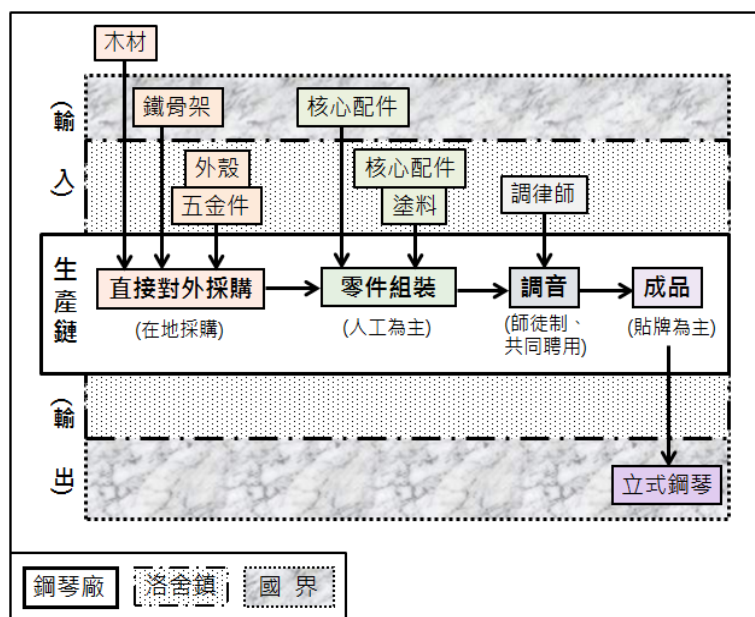 木材
鐵骨架
核心配件
外殼
五金件
核心配件
塗料
調律師
(輸入)
生產鏈
直接對外採購
(在地採購)
零件組裝
(人工為主)
調音
(師徒制、
共同聘用)
成品
(貼牌為主)
(輸出)
立式鋼琴
鋼琴廠
洛舍鎮
國界